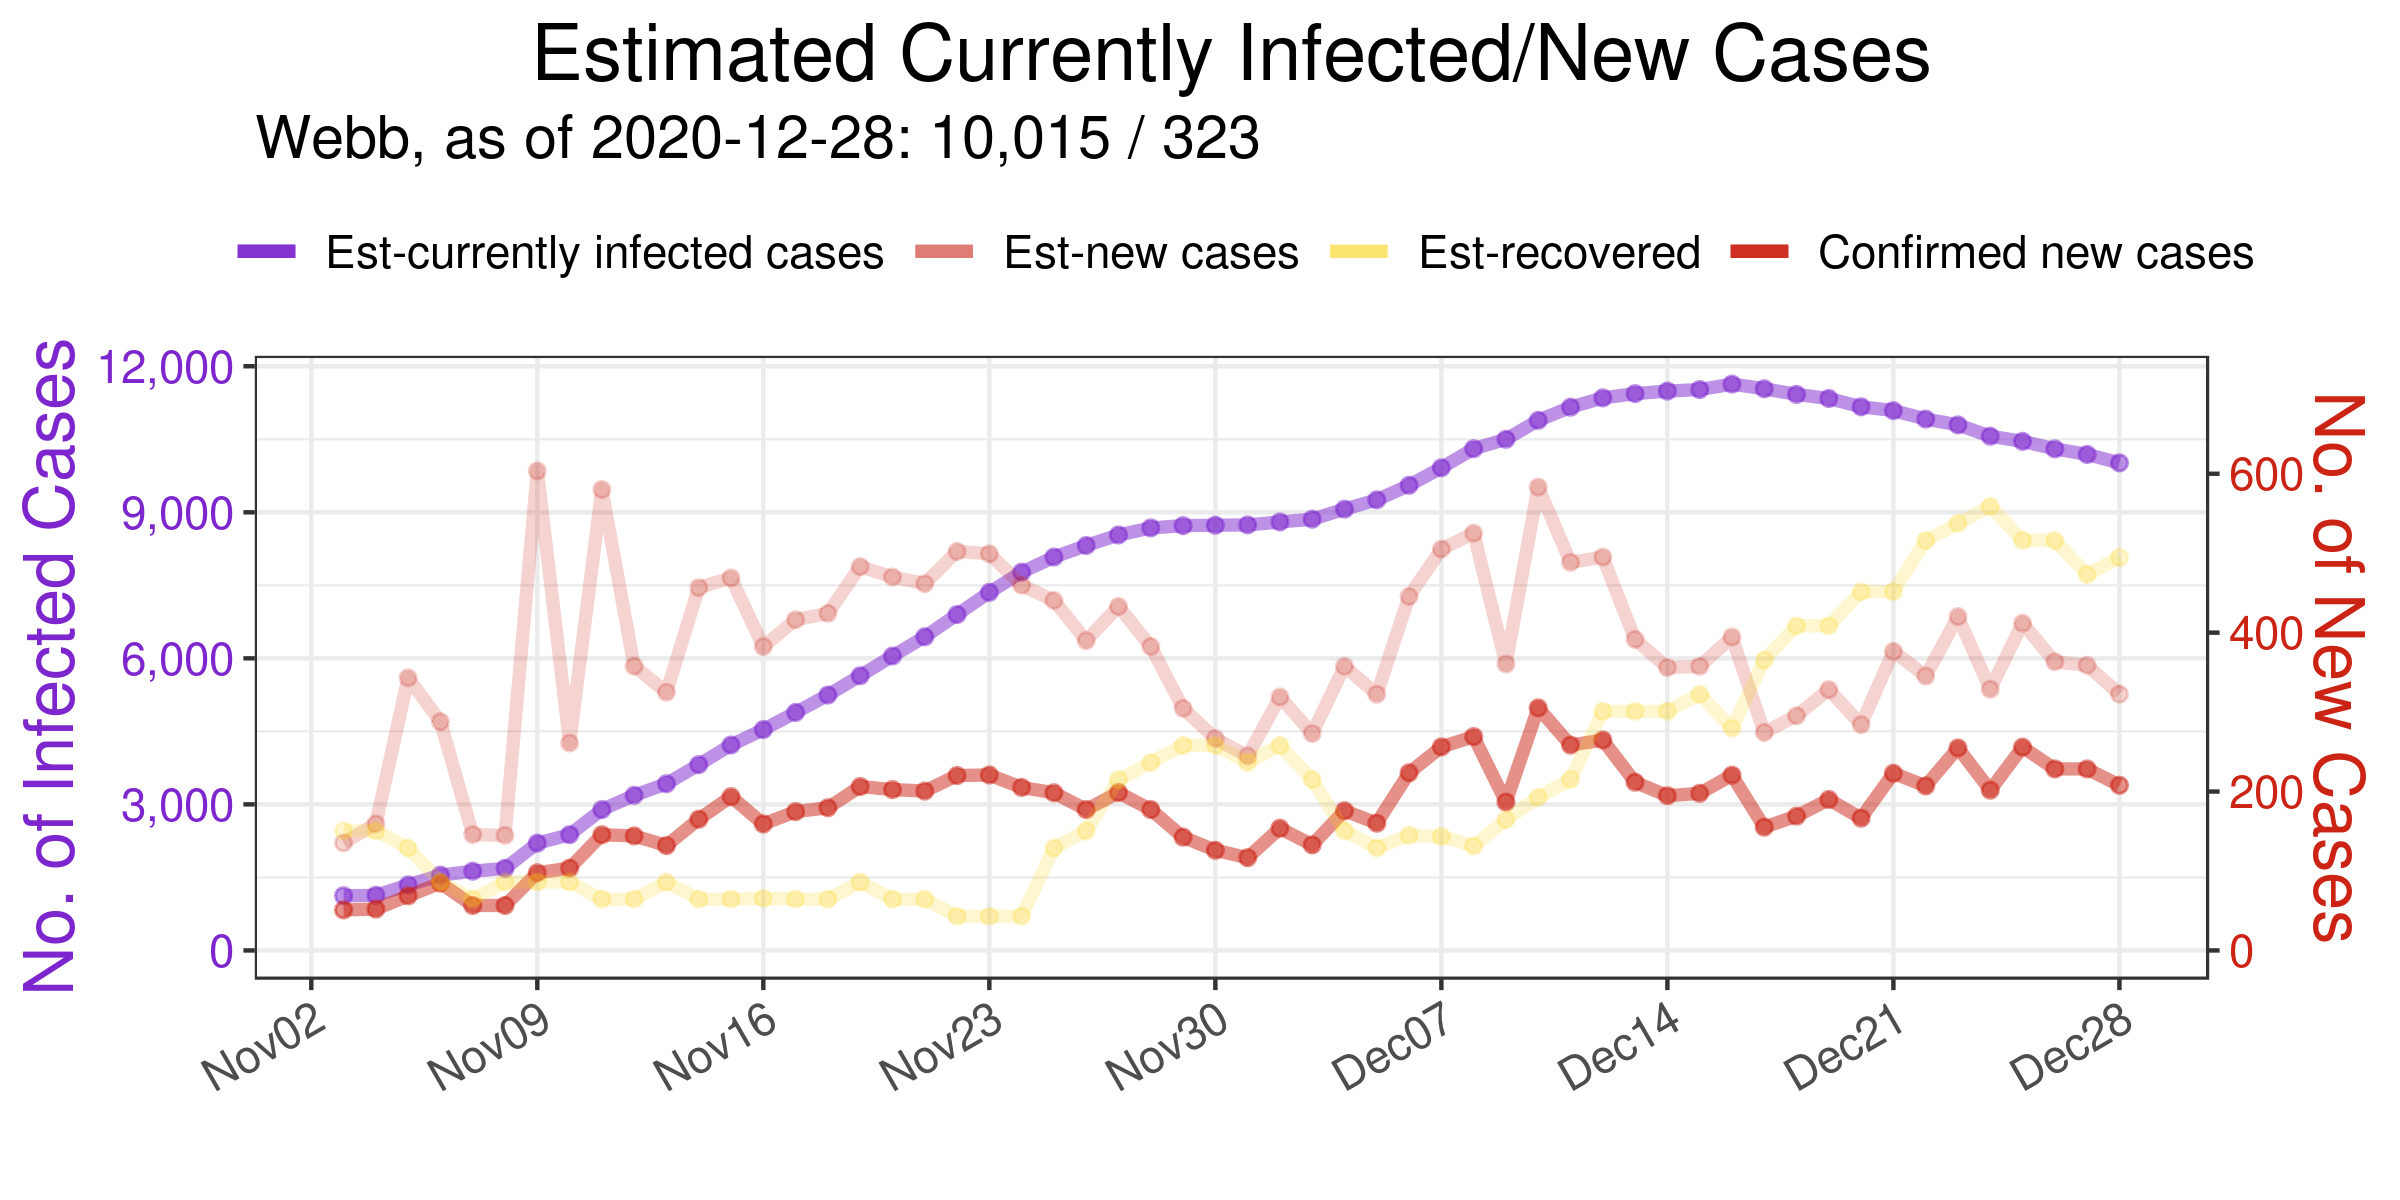 Estimated Currently Infected/New Cases
Webb, as of 2020-12-28: 10,015 / 323
Est-currently infected cases Est-new cases Est-recovered Confirmed new cases
No. of Infected Cases
12,000
9,000
6,000
3,000
0
600
400
200
0
No. of New Cases
Nov02 Nov09 Nov16 Nov23 Nov30 Dec07 Dec14 Dec21 Dec28